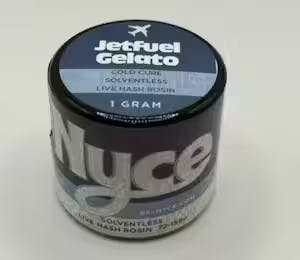 Jetfuel
Gelato
COLD CURE
SOLVENTLESS
LIVE HASH ROSIN
1 GRAM
Nyce
SOLVENTLESS
LIVE HASH ROSIN